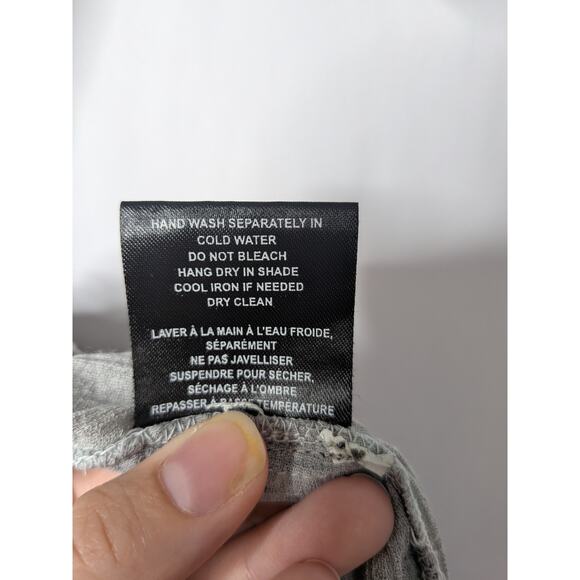 HAND WASH SEPARATELY IN
COLD WATER
DO NOT BLEACH
HANG DRY IN SHADE
COOL IRON IF NEEDED
DRY CLEAN
LAVER À LA MAIN À L'EAU FROIDE,
SÉPARÉMENT
NE PAS JAVELLISER
SUSPENDRE POUR SÉCHER,
SÉCHAGE À L'OMBRE
REPASSER À BASSE TEMPÉRATURE